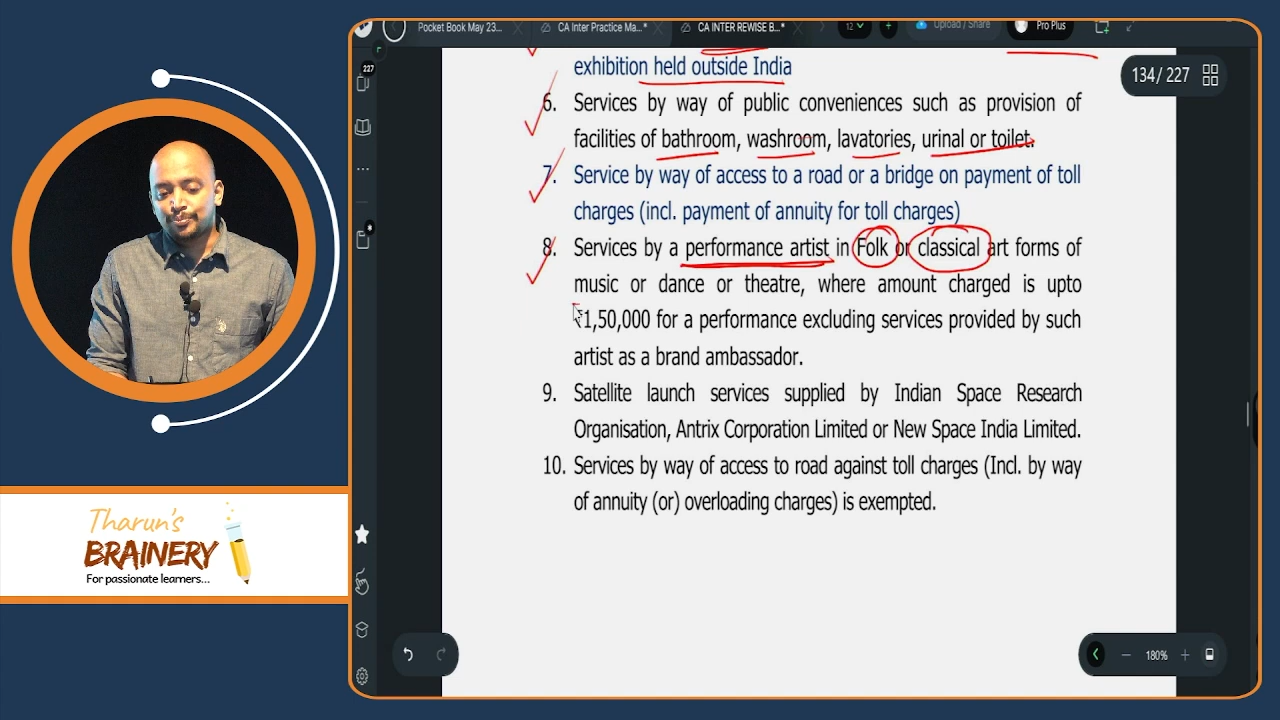 Pocket Book May 23...
CA Inter Practice Ma...*
CA INTER REWISE B...*
12
Upload / Share
Pro Plus
227
134/ 227
exhibition held outside India
6. Services by way of public conveniences such as provision of
facilities of bathroom, washroom, lavatories, urinal or toilet.
7. Service by way of access to a road or a bridge on payment of toll
charges (incl. payment of annuity for toll charges)
8. Services by a performance artist in Folk or classical art forms of
music or dance or theatre, where amount charged is upto
₹1,50,000 for a performance excluding services provided by such
artist as a brand ambassador.
9. Satellite launch services supplied by Indian Space Research
Organisation, Antrix Corporation Limited or New Space India Limited.
10. Services by way of access to road against toll charges (Incl. by way
of annuity (or) overloading charges) is exempted.
Tharun's
BRAINERY
For passionate learners...
180%